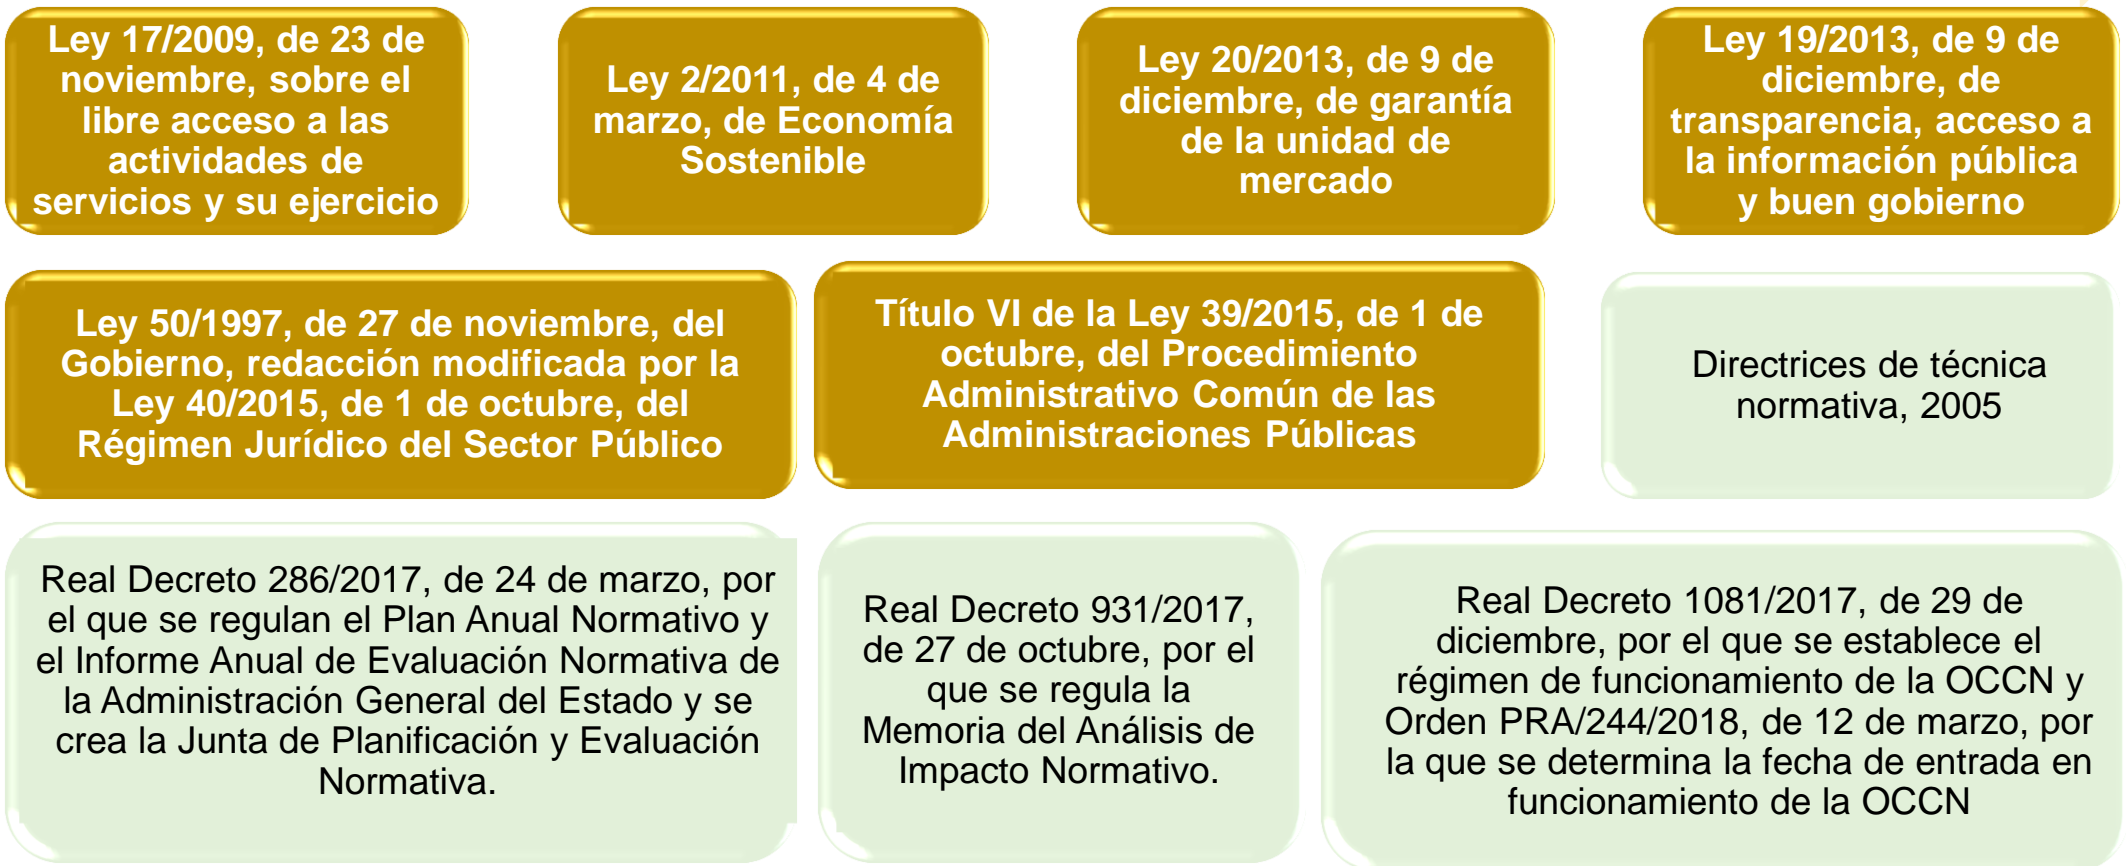 Ley 17/2009, de 23 de
noviembre, sobre el
libre acceso a las
actividades de
servicios y su ejercicio
Ley 2/2011, de 4 de
marzo, de Economía
Sostenible
Ley 20/2013, de 9 de
diciembre, de garantía
de la unidad de
mercado
Ley 19/2013, de 9 de
diciembre, de
transparencia, acceso a
la información pública
y buen gobierno
Ley 50/1997, de 27 de noviembre, del
Gobierno, redacción modificada por la
Ley 40/2015, de 1 de octubre, del
Régimen Jurídico del Sector Público
Título VI de la Ley 39/2015, de 1 de
octubre, del Procedimiento
Administrativo Común de las
Administraciones Públicas
Directrices de técnica
normativa, 2005
Real Decreto 286/2017, de 24 de marzo, por
el que se regulan el Plan Anual Normativo y
el Informe Anual de Evaluación Normativa de
la Administración General del Estado y se
crea la Junta de Planificación y Evaluación
Normativa.
Real Decreto 931/2017,
de 27 de octubre, por el
que se regula la
Memoria del Análisis de
Impacto Normativo.
Real Decreto 1081/2017, de 29 de
diciembre, por el que se establece el
régimen de funcionamiento de la OCCN y
Orden PRA/244/2018, de 12 de marzo, por
la que se determina la fecha de entrada en
funcionamiento de la OCCN